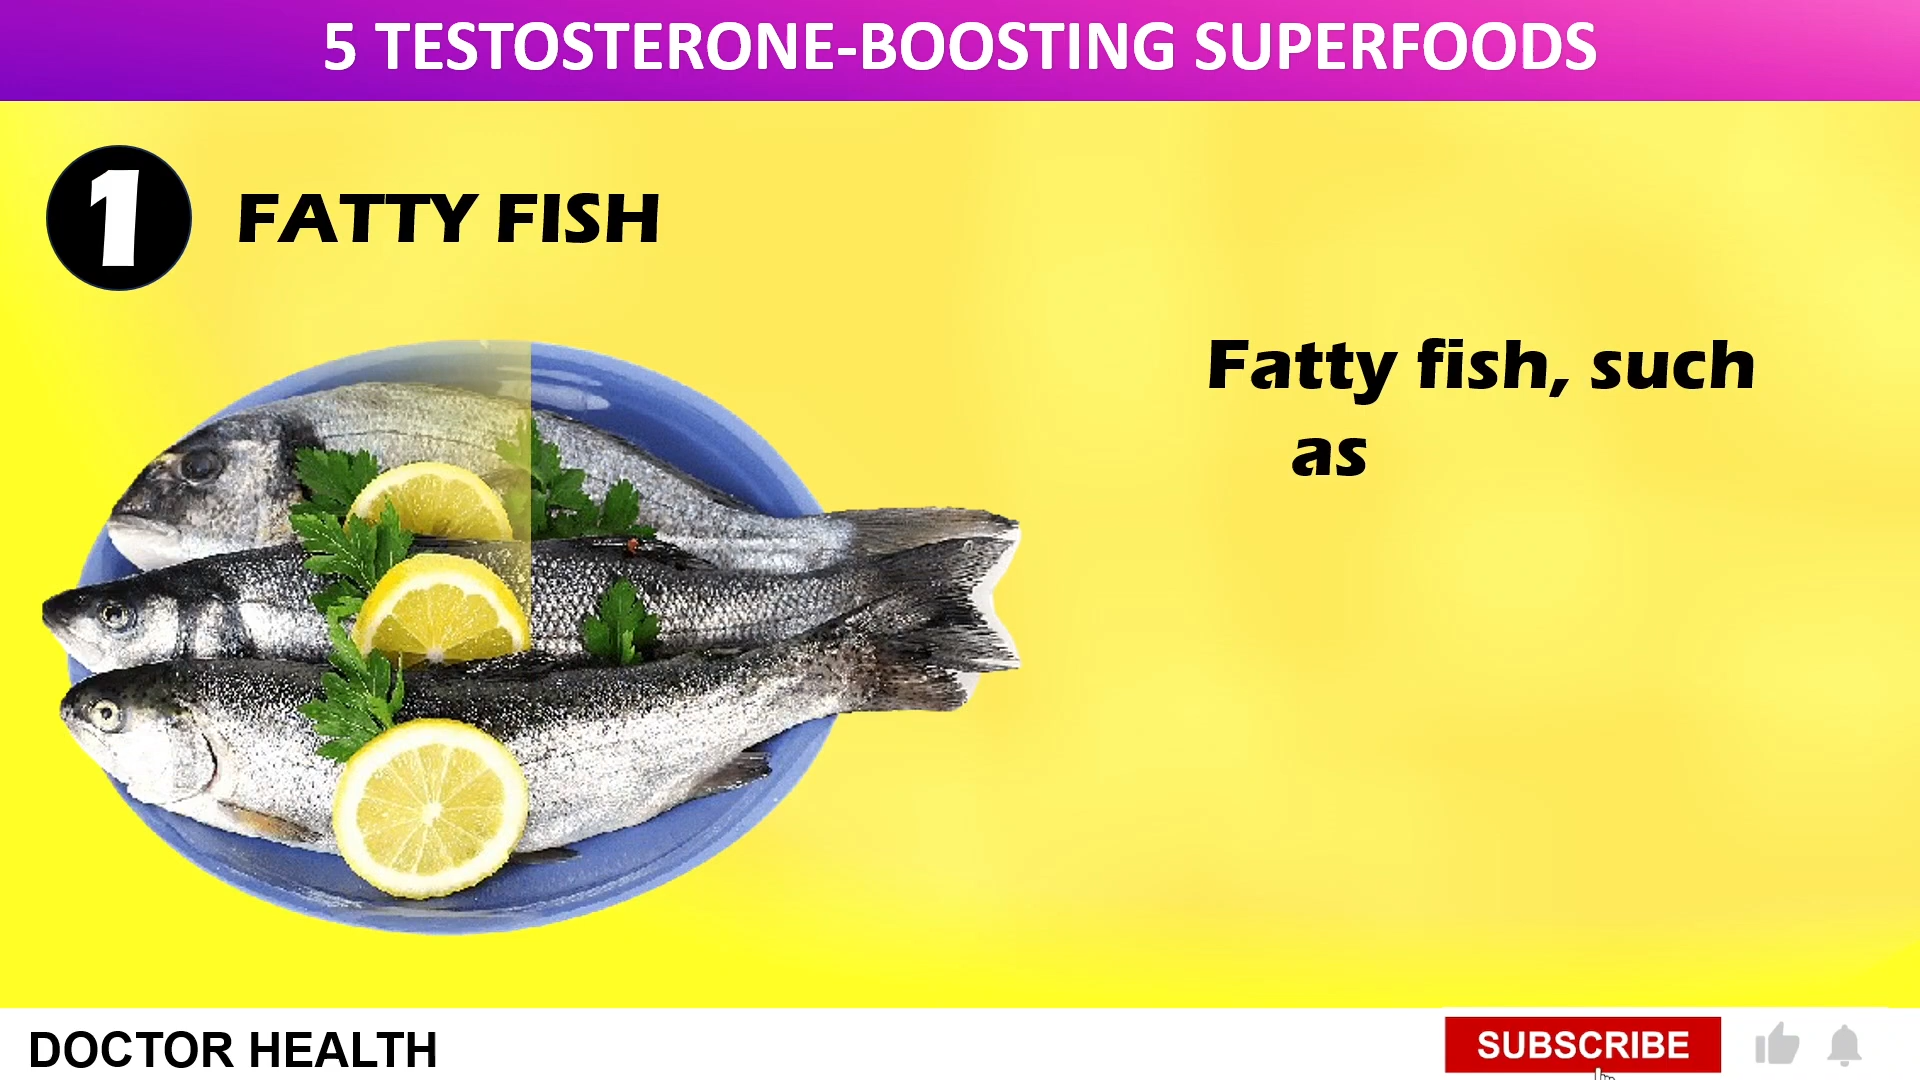 5 TESTOSTERONE-BOOSTING SUPERFOODS
1 FATTY FISH
Fatty fish, such
as
DOCTOR HEALTH
SUBSCRIBE